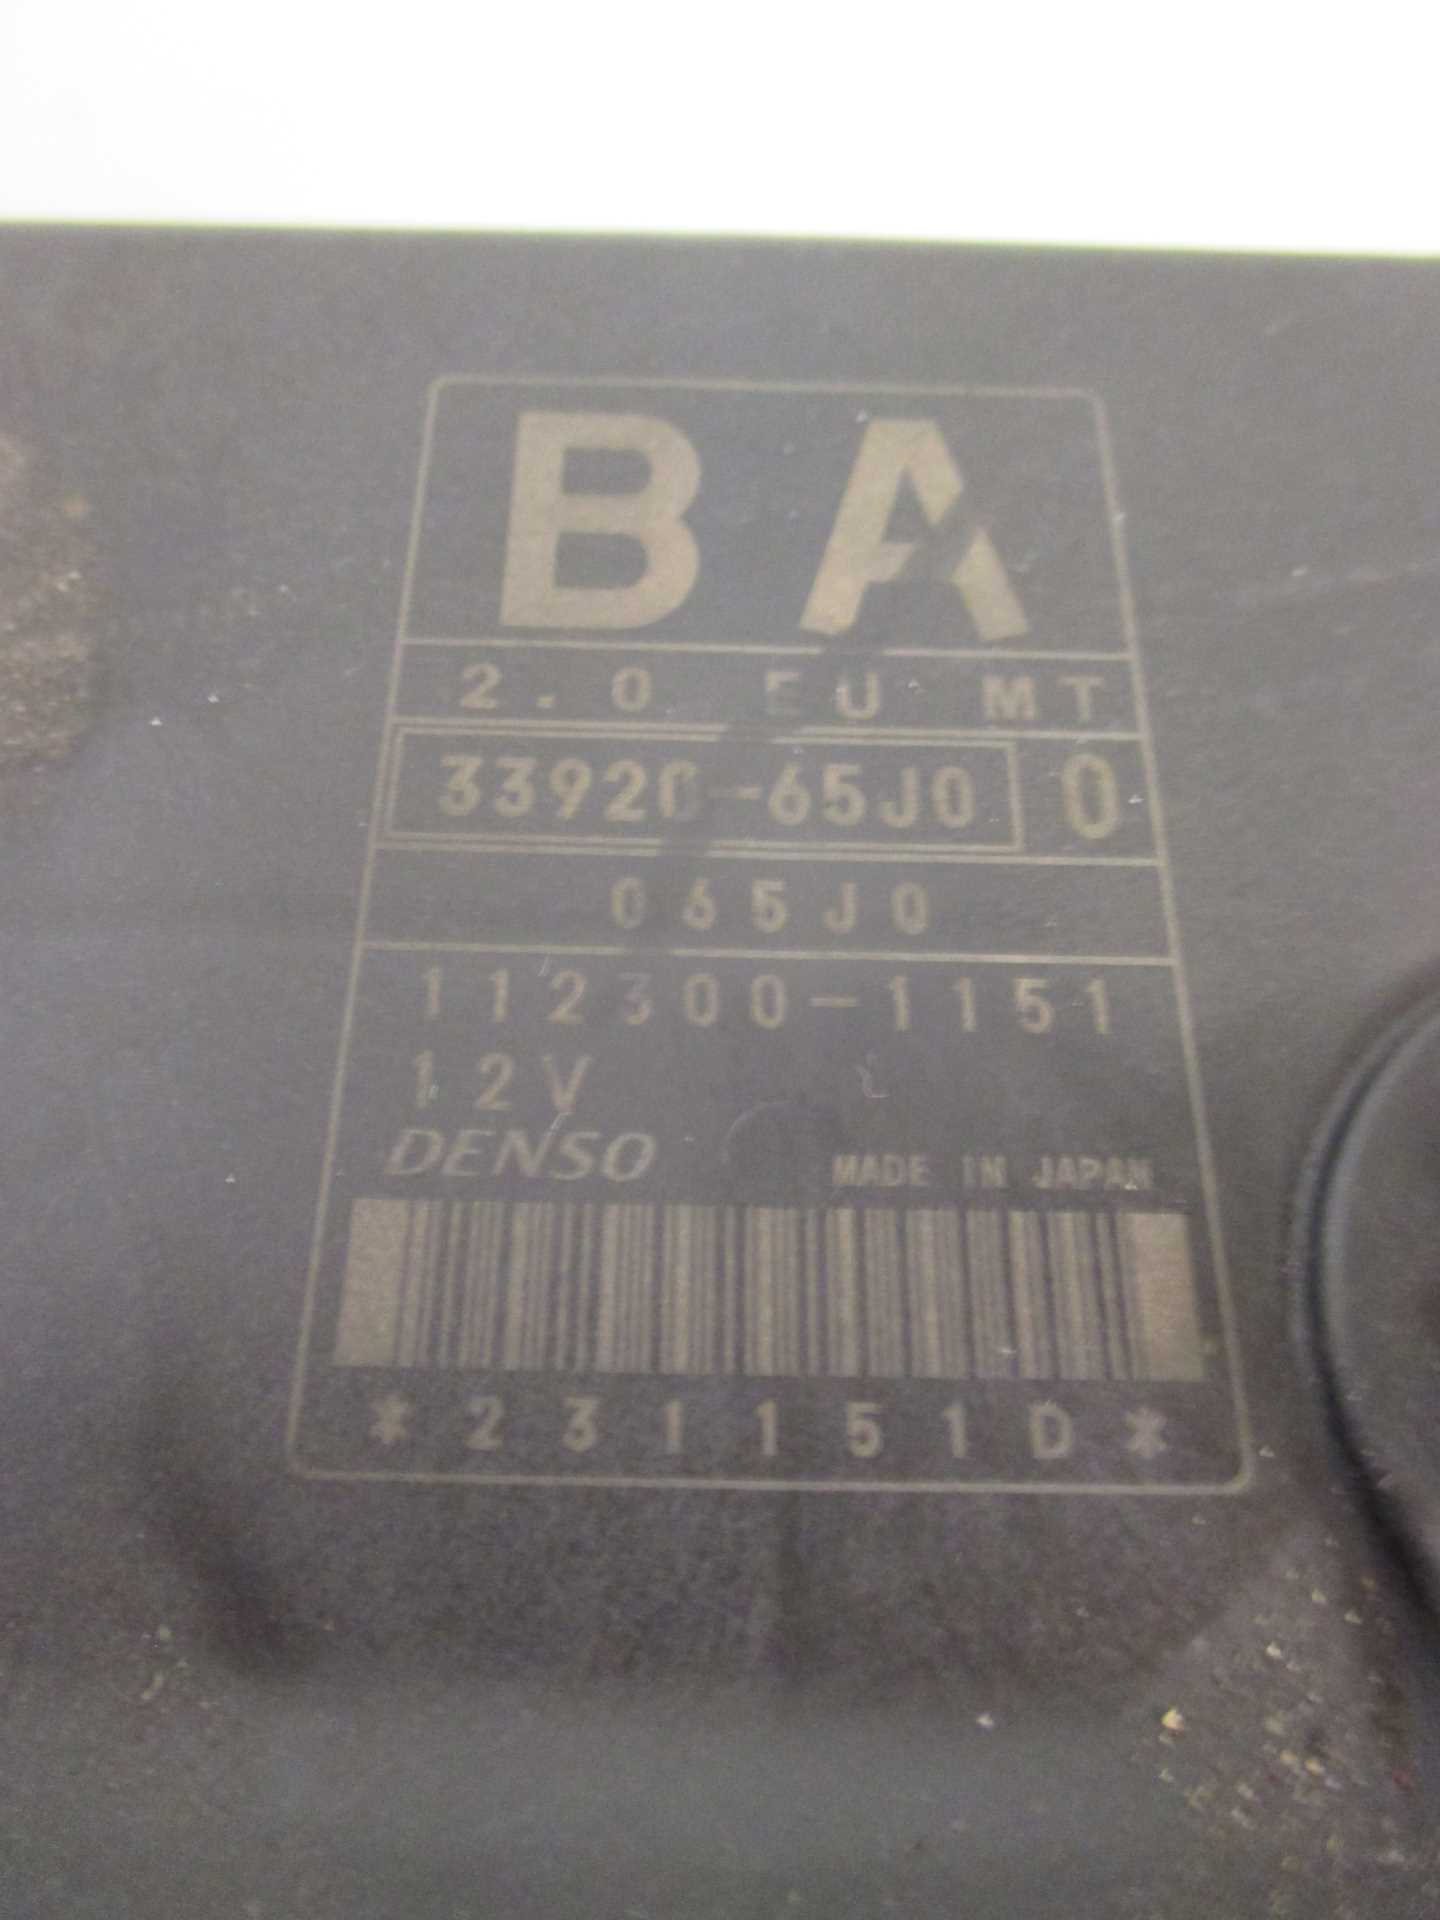 BA
2.0 EU MT
33920-65J0 0
065J0
112300-1151
12V
DENSO MADE IN JAPAN
*231151D*